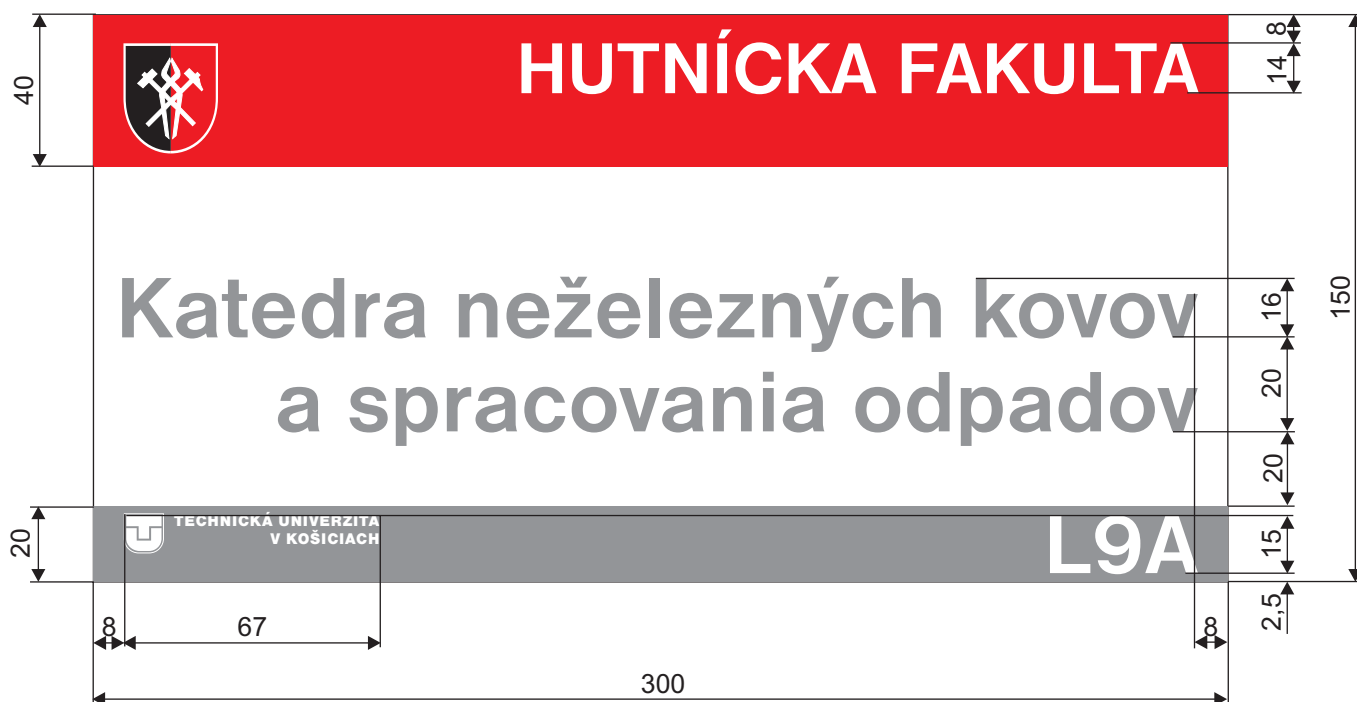 HUTNÍCKA FAKULTA
40
8
14
150
Katedra neželezných kovov
a spracovania odpadov
16
20
20
TECHNICKÁ UNIVERZITA
V KOŠICIACH
L9A
20
15
2,5
8
67
8
300